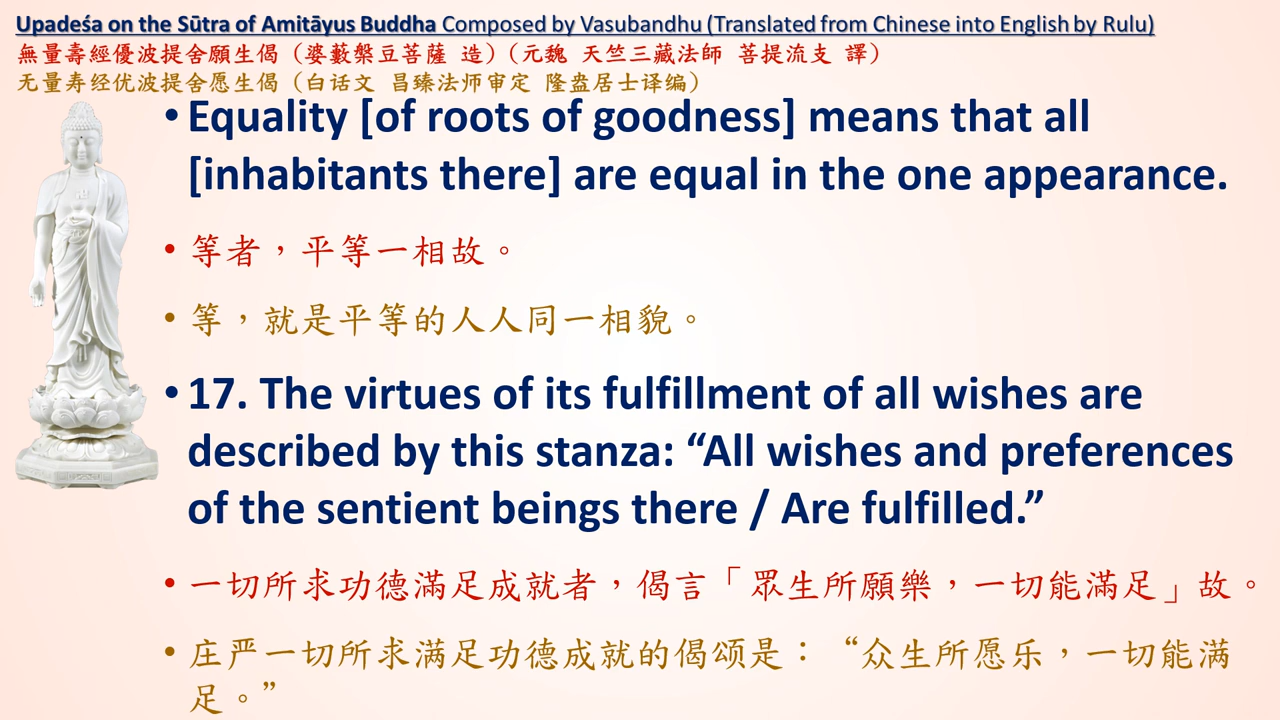 Upadeśa on the Sūtra of Amitāyus Buddha Composed by Vasubandhu (Translated from Chinese into English by Rulu)
無量壽經優波提舍願生偈（婆藪槃豆菩薩 造）（元魏 天竺三藏法師 菩提流支 譯）
无量寿经优波提舍愿生偈（白话文 昌臻法师审定 隆盎居士译编）
• Equality [of roots of goodness] means that all
[inhabitants there] are equal in the one appearance.
• 等者，平等一相故。
• 等，就是平等的人人同一相貌。
• 17. The virtues of its fulfillment of all wishes are
described by this stanza: “All wishes and preferences
of the sentient beings there / Are fulfilled.”
• 一切所求功德滿足成就者，偈言「眾生所願樂，一切能滿足」故。
• 庄严一切所求满足功德成就的偈颂是：“众生所愿乐，一切能满
足。”